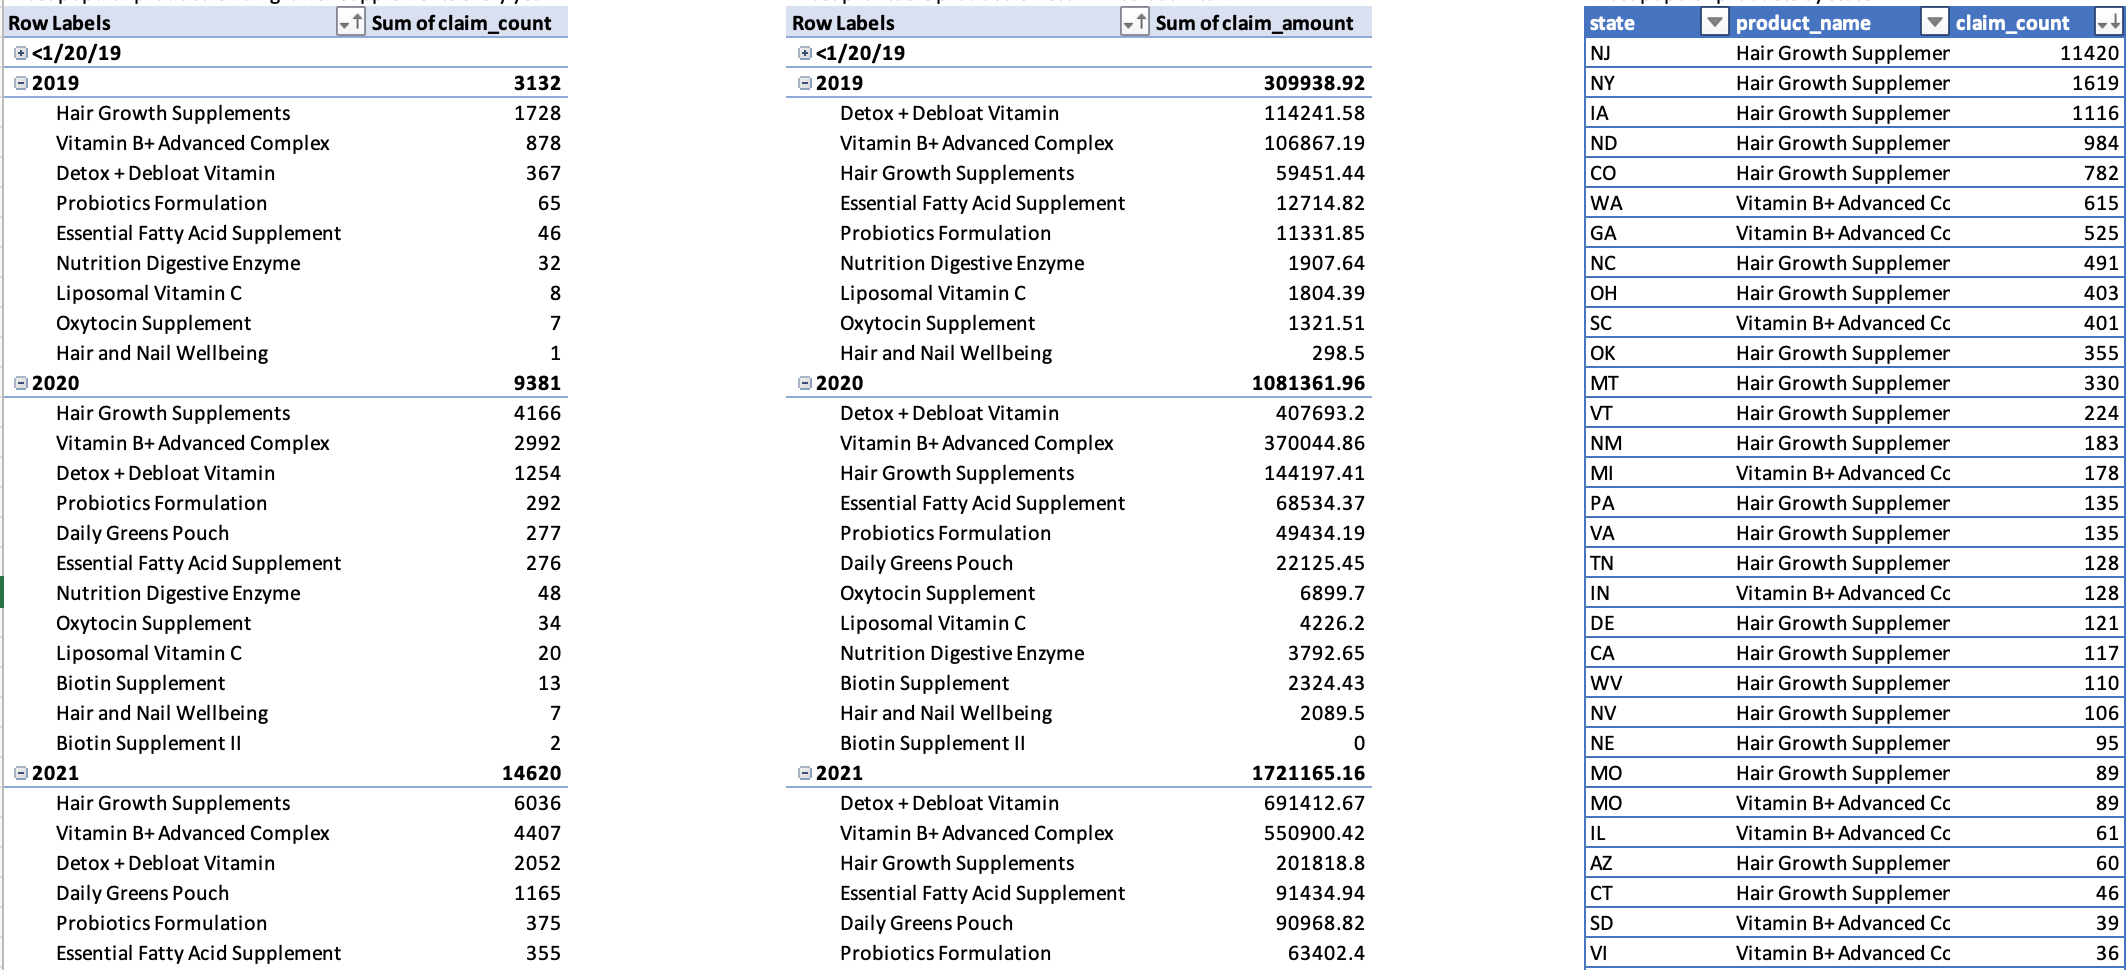 Row Labels Sum of claim_count
<1/20/19
2019 3132
Hair Growth Supplements 1728
Vitamin B+ Advanced Complex 878
Detox + Debloat Vitamin 367
Probiotics Formulation 65
Essential Fatty Acid Supplement 46
Nutrition Digestive Enzyme 32
Liposomal Vitamin C 8
Oxytocin Supplement 7
Hair and Nail Wellbeing 1
2020 9381
Hair Growth Supplements 4166
Vitamin B+ Advanced Complex 2992
Detox + Debloat Vitamin 1254
Probiotics Formulation 292
Daily Greens Pouch 277
Essential Fatty Acid Supplement 276
Nutrition Digestive Enzyme 48
Oxytocin Supplement 34
Liposomal Vitamin C 20
Biotin Supplement 13
Hair and Nail Wellbeing 7
Biotin Supplement II 2
2021 14620
Hair Growth Supplements 6036
Vitamin B+ Advanced Complex 4407
Detox + Debloat Vitamin 2052
Daily Greens Pouch 1165
Probiotics Formulation 375
Essential Fatty Acid Supplement 355
Row Labels Sum of claim_amount
<1/20/19
2019 309938.92
Detox + Debloat Vitamin 114241.58
Vitamin B+ Advanced Complex 106867.19
Hair Growth Supplements 59451.44
Essential Fatty Acid Supplement 12714.82
Probiotics Formulation 11331.85
Nutrition Digestive Enzyme 1907.64
Liposomal Vitamin C 1804.39
Oxytocin Supplement 1321.51
Hair and Nail Wellbeing 298.5
2020 1081361.96
Detox + Debloat Vitamin 407693.2
Vitamin B+ Advanced Complex 370044.86
Hair Growth Supplements 144197.41
Essential Fatty Acid Supplement 68534.37
Probiotics Formulation 49434.19
Daily Greens Pouch 22125.45
Oxytocin Supplement 6899.7
Liposomal Vitamin C 4226.2
Nutrition Digestive Enzyme 3792.65
Biotin Supplement 2324.43
Hair and Nail Wellbeing 2089.5
Biotin Supplement II 0
2021 1721165.16
Detox + Debloat Vitamin 691412.67
Vitamin B+ Advanced Complex 550900.42
Hair Growth Supplements 201818.8
Essential Fatty Acid Supplement 91434.94
Daily Greens Pouch 90968.82
Probiotics Formulation 63402.4
state product_name claim_count
NJ Hair Growth Supplemer 11420
NY Hair Growth Supplemer 1619
IA Hair Growth Supplemer 1116
ND Hair Growth Supplemer 984
CO Hair Growth Supplemer 782
WA Vitamin B+ Advanced Cc 615
GA Vitamin B+ Advanced Cc 525
NC Hair Growth Supplemer 491
OH Hair Growth Supplemer 403
SC Vitamin B+ Advanced Cc 401
OK Hair Growth Supplemer 355
MT Hair Growth Supplemer 330
VT Hair Growth Supplemer 224
NM Hair Growth Supplemer 183
MI Vitamin B+ Advanced Cc 178
PA Hair Growth Supplemer 135
VA Hair Growth Supplemer 135
TN Hair Growth Supplemer 128
IN Vitamin B+ Advanced Cc 128
DE Hair Growth Supplemer 121
CA Hair Growth Supplemer 117
WV Hair Growth Supplemer 110
NV Hair Growth Supplemer 106
NE Hair Growth Supplemer 95
MO Hair Growth Supplemer 89
MO Vitamin B+ Advanced Cc 89
IL Vitamin B+ Advanced Cc 61
AZ Hair Growth Supplemer 60
CT Hair Growth Supplemer 46
SD Vitamin B+ Advanced Cc 39
VI Vitamin B+ Advanced Cc 36